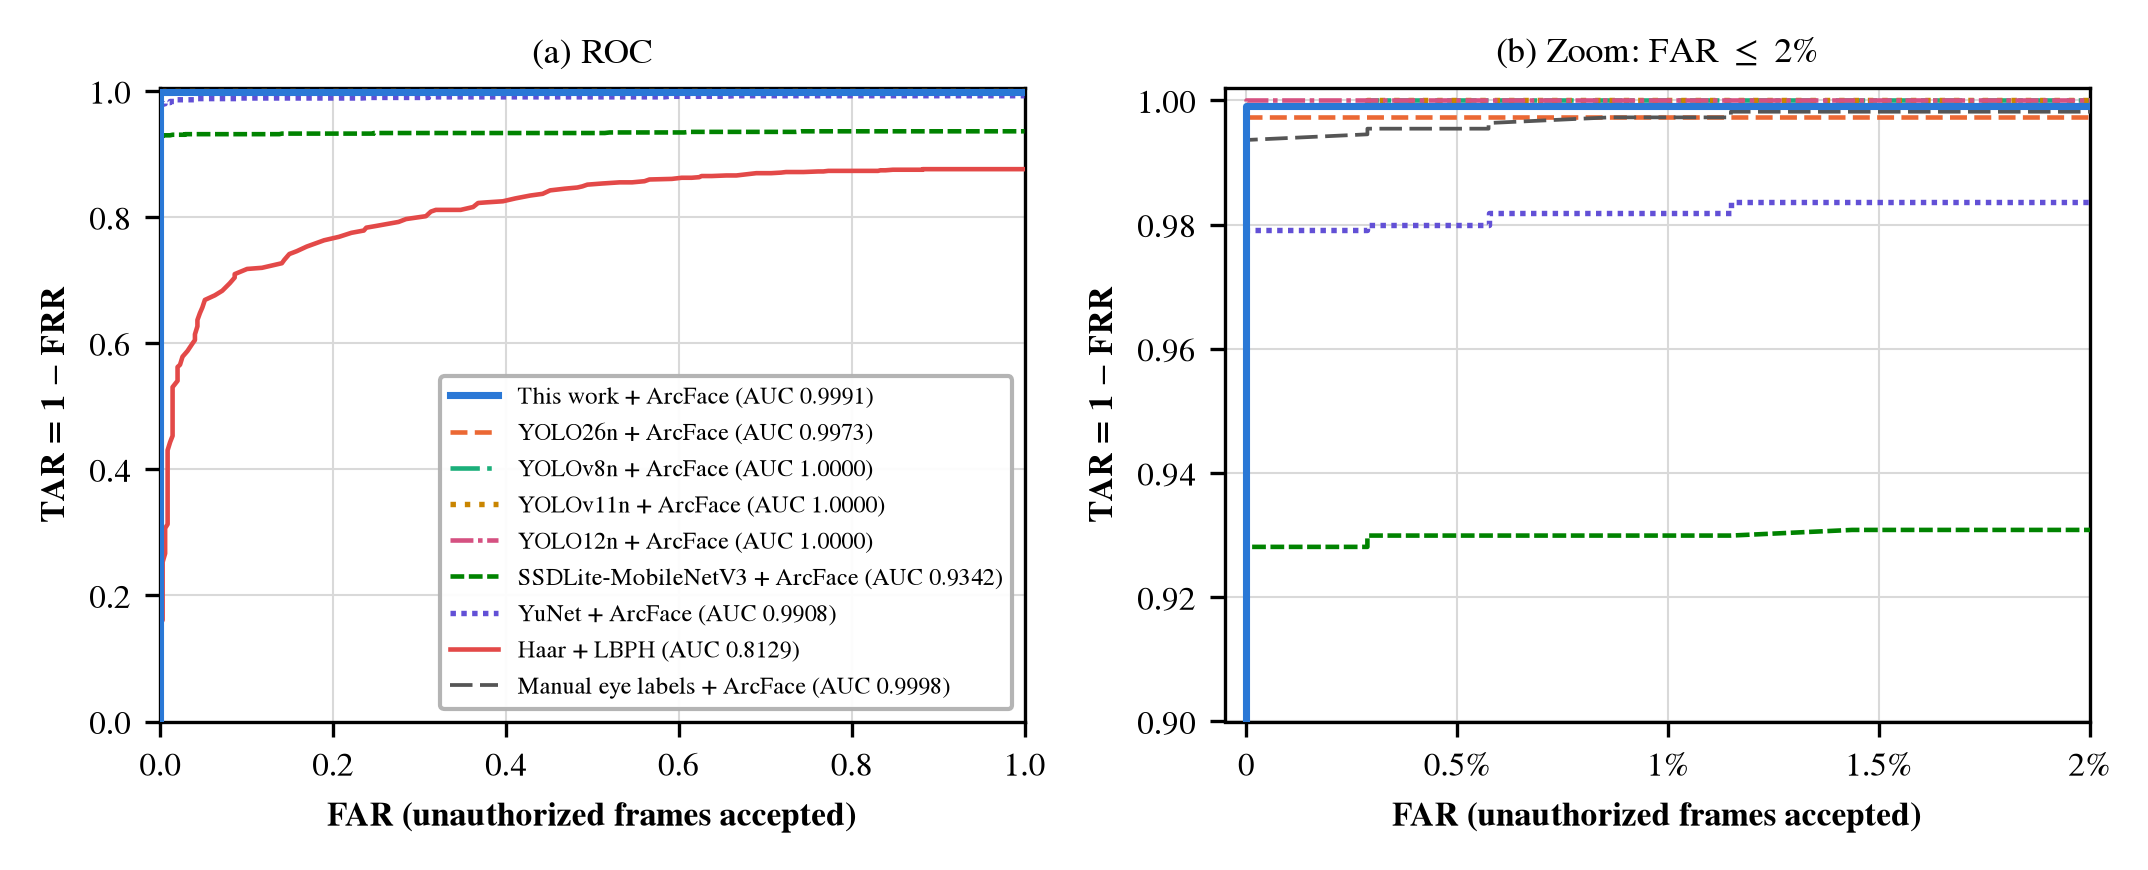 (a) ROC
1.0
0.8
0.6
0.4
0.2
0.0
TAR = 1 − FRR
0.0 0.2 0.4 0.6 0.8 1.0
FAR (unauthorized frames accepted)
This work + ArcFace (AUC 0.9991)
YOLO26n + ArcFace (AUC 0.9973)
YOLOv8n + ArcFace (AUC 1.0000)
YOLOv11n + ArcFace (AUC 1.0000)
YOLO12n + ArcFace (AUC 1.0000)
SSDLite-MobileNetV3 + ArcFace (AUC 0.9342)
YuNet + ArcFace (AUC 0.9908)
Haar + LBPH (AUC 0.8129)
Manual eye labels + ArcFace (AUC 0.9998)
(b) Zoom: FAR ≤ 2%
1.00
0.98
0.96
0.94
0.92
0.90
TAR = 1 − FRR
0 0.5% 1% 1.5% 2%
FAR (unauthorized frames accepted)